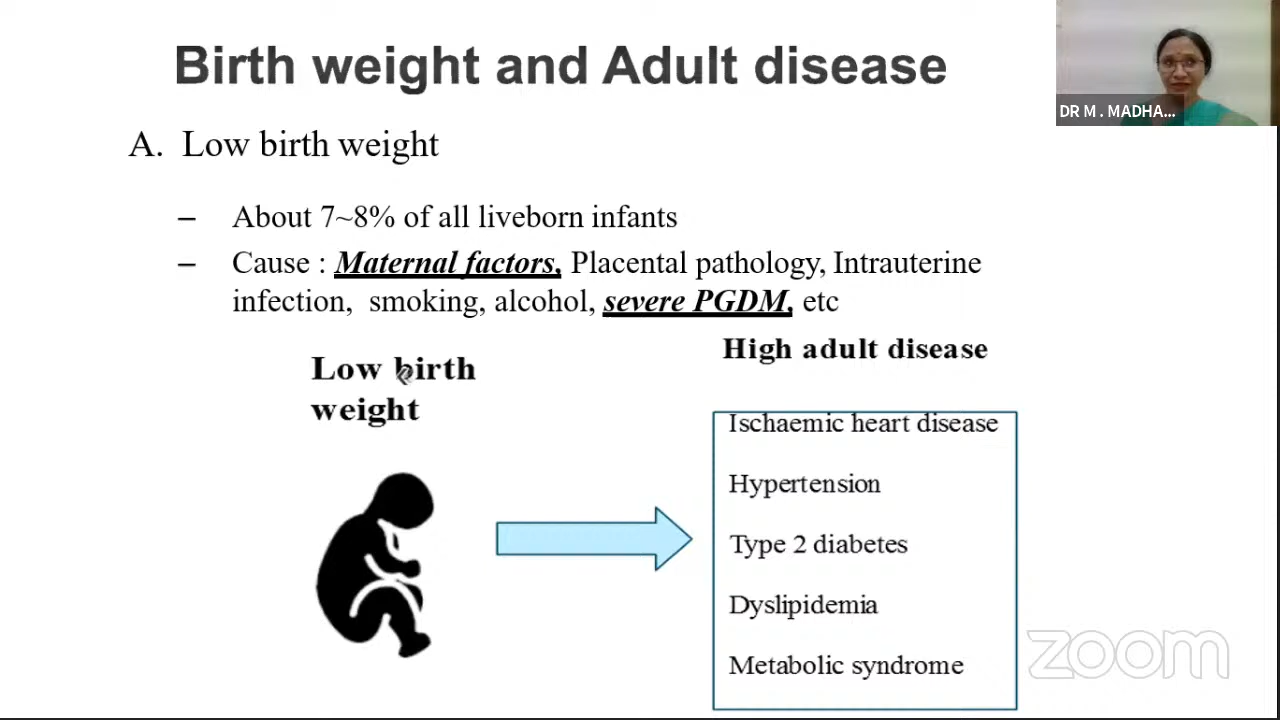 Birth weight and Adult disease
DR M . MADHA...
A. Low birth weight
– About 7~8% of all liveborn infants
– Cause : Maternal factors, Placental pathology, Intrauterine
infection, smoking, alcohol, severe PGDM, etc
Low birth
weight
High adult disease
Ischaemic heart disease
Hypertension
Type 2 diabetes
Dyslipidemia
Metabolic syndrome
zoom